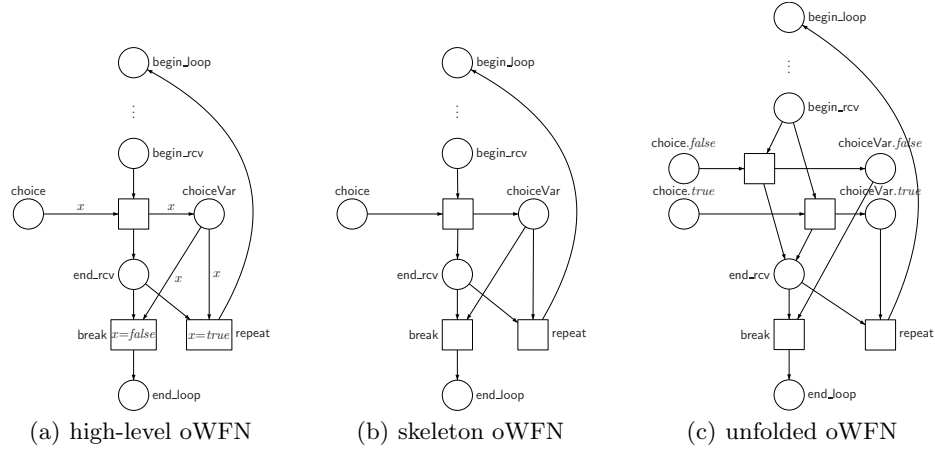 begin_loop
⋮
begin_rcv
choice
x
x
choiceVar
end_rcv
x
x
break
x=false
x=true
repeat
end_loop
(a) high-level oWFN
begin_loop
⋮
begin_rcv
choice
choiceVar
end_rcv
break
repeat
end_loop
(b) skeleton oWFN
begin_loop
⋮
begin_rcv
choice.false
choiceVar.false
choice.true
choiceVar.true
end_rcv
break
repeat
end_loop
(c) unfolded oWFN